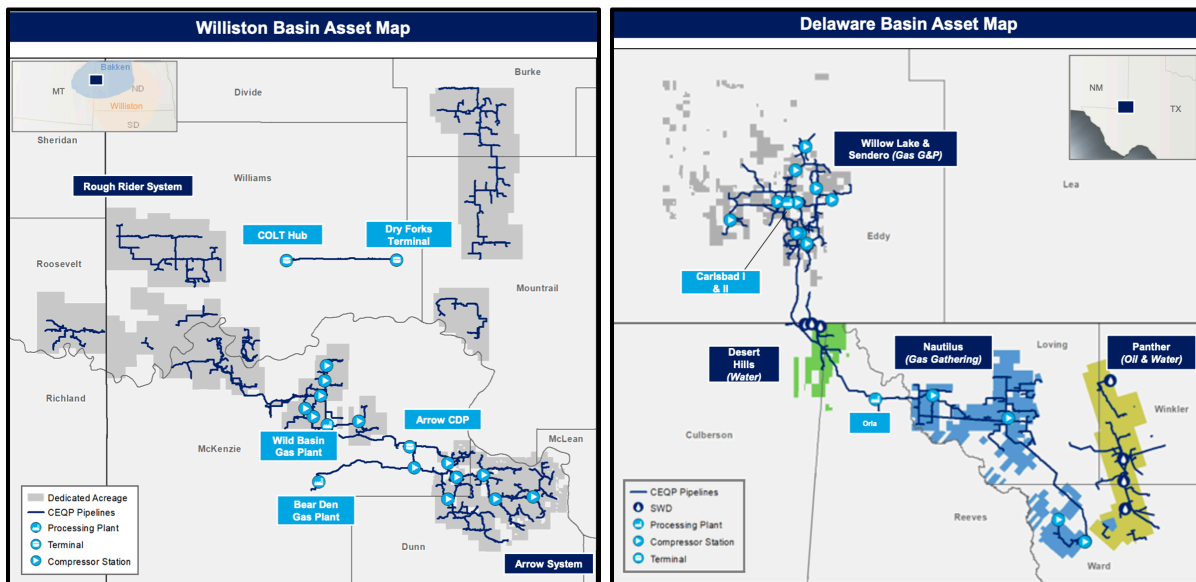 Williston Basin Asset Map
Bakken
MT
ND
Williston
SD
Burke
Divide
Sheridan
Rough Rider System
Williams
COLT Hub
Dry Forks
Terminal
Roosevelt
Mountrail
Richland
Arrow CDP
McKenzie
Wild Basin
Gas Plant
McLean
Bear Den
Gas Plant
Dunn
Arrow System
Dedicated Acreage
CEQP Pipelines
Processing Plant
Terminal
Compressor Station
Delaware Basin Asset Map
NM
TX
Willow Lake &
Sendero (Gas G&P)
Lea
Eddy
Carlsbad I
& II
Desert
Hills
(Water)
Nautilus
(Gas Gathering)
Loving
Panther
(Oil & Water)
Winkler
Orla
Culberson
Reeves
Ward
CEQP Pipelines
SWD
Processing Plant
Compressor Station
Terminal